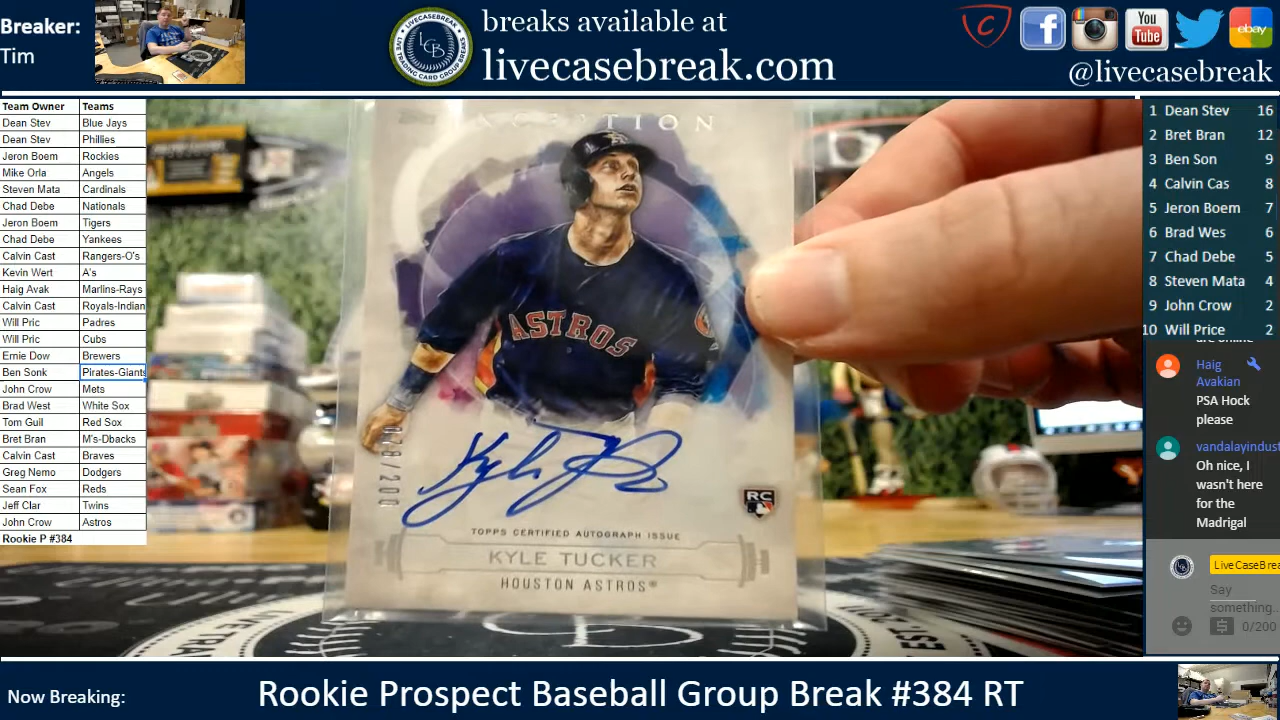 Breaker:
Tim
breaks available at
livecasebreak.com
You
Tube
ebay
@livecasebreak
Team Owner Teams
Dean Stev Blue Jays
Dean Stev Phillies
Jeron Boem Rockies
Mike Orla Angels
Steven Mata Cardinals
Chad Debe Nationals
Jeron Boem Tigers
Chad Debe Yankees
Calvin Cast Rangers-O's
Kevin Wert A's
Haig Avak Marlins-Rays
Calvin Cast Royals-Indian
Will Pric Padres
Will Pric Cubs
Ernie Dow Brewers
Ben Sonk Pirates-Giants
John Crow Mets
Brad West White Sox
Tom Guil Red Sox
Bret Bran M's-Dbacks
Calvin Cast Braves
Greg Nemo Dodgers
Sean Fox Reds
Jeff Clar Twins
John Crow Astros
Rookie P #384
ASTROS
RC
TOPPS CERTIFIED AUTOGRAPH ISSUE
KYLE TUCKER
HOUSTON ASTROS
1 Dean Stev 16
2 Bret Bran 12
3 Ben Son 9
4 Calvin Cas 8
5 Jeron Boem 7
6 Brad Wes 6
7 Chad Debe 5
8 Steven Mata 4
9 John Crow 2
10 Will Price 2
are online
Haig
Avakian
PSA Hock
please
vandalayindust
Oh nice, I
wasn't here
for the
Madrigal
LiveCaseBrea
Say
something...
0/200
Now Breaking:
Rookie Prospect Baseball Group Break #384 RT